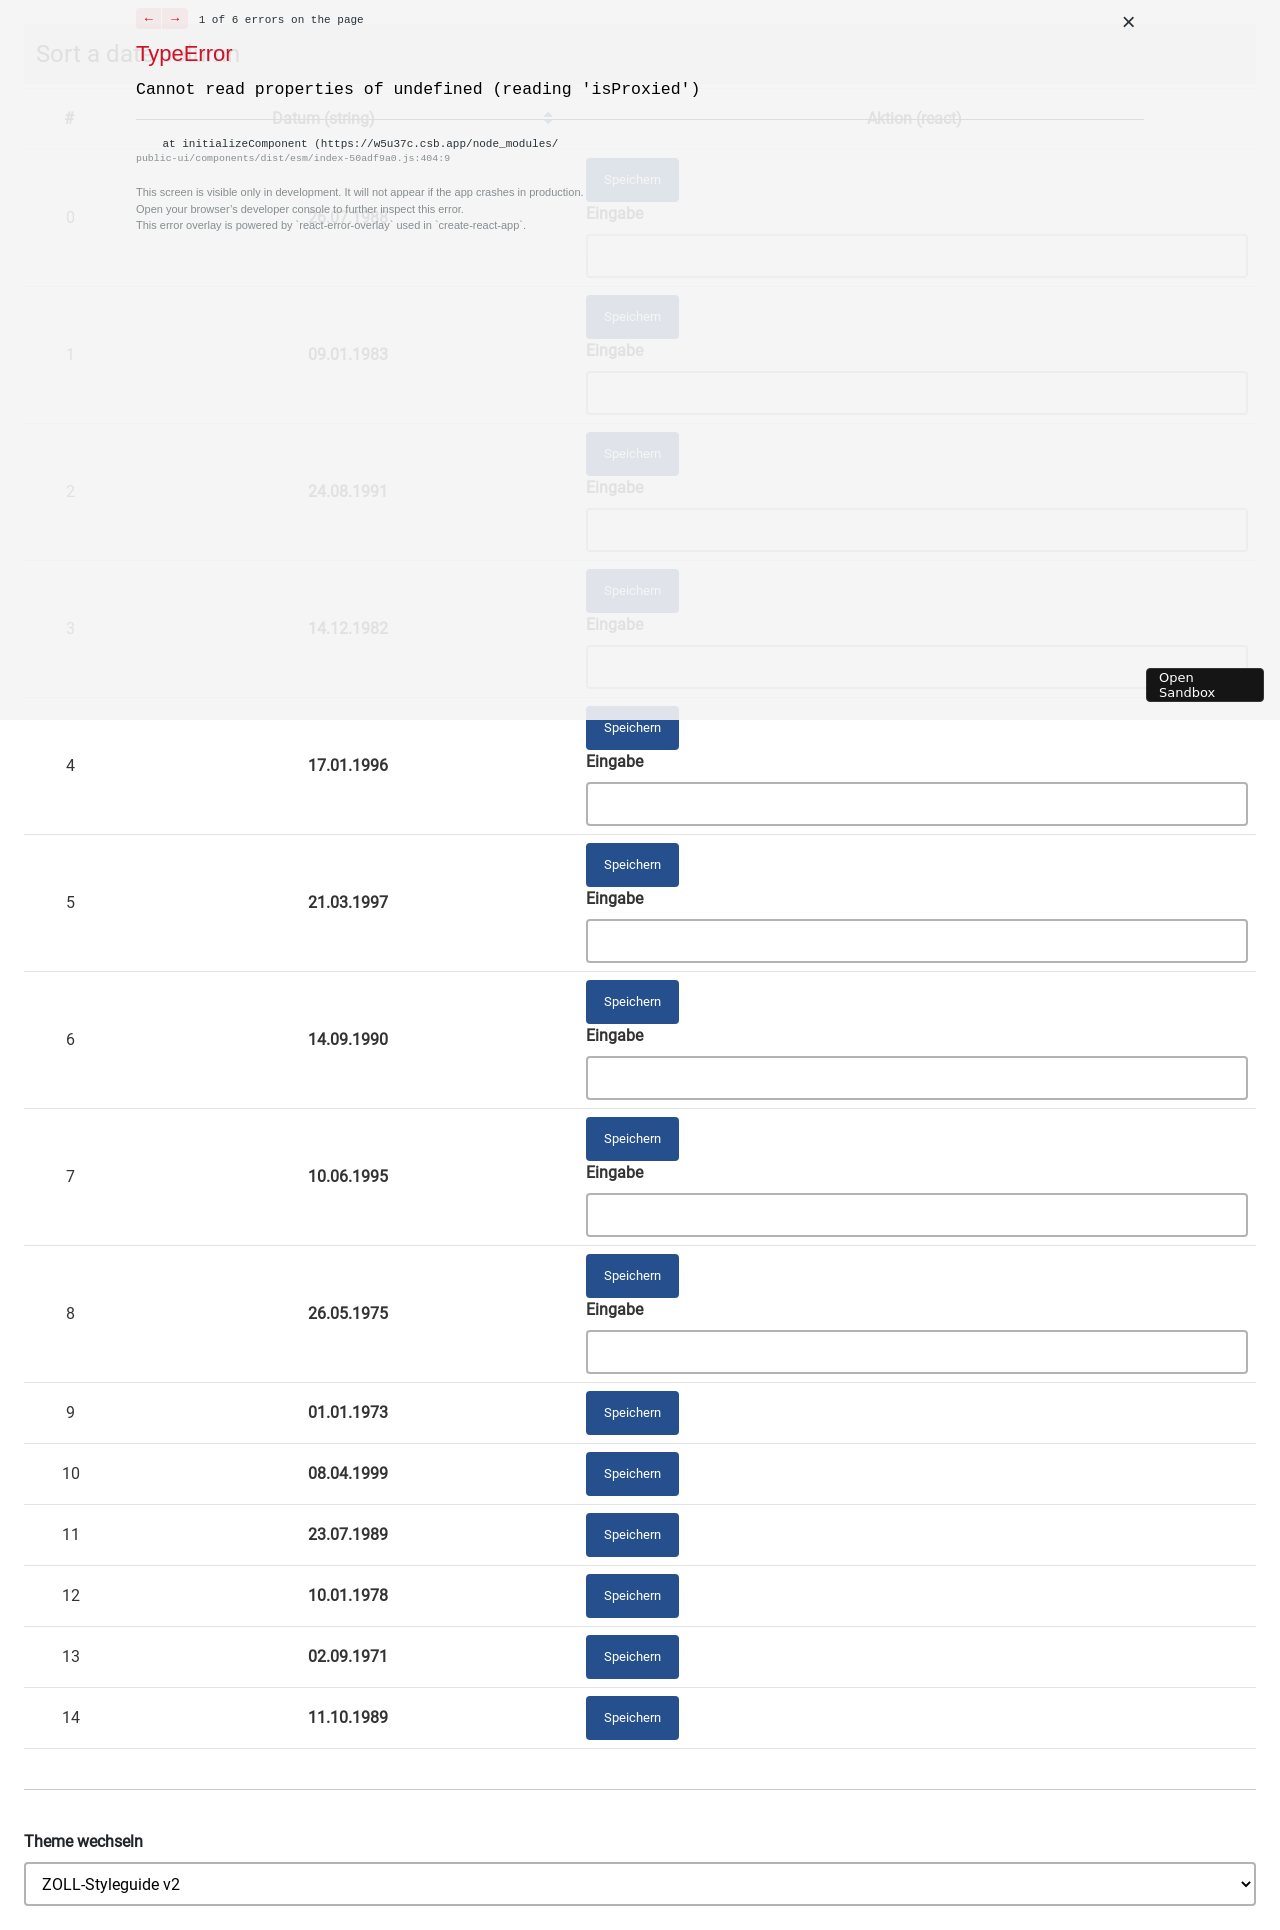 ← → 1 of 6 errors on the page ×
Sort a dat n
TypeError
Cannot read properties of undefined (reading 'isProxied')
# Datum (string) Aktion (react)
at initializeComponent (https://w5u37c.csb.app/node_modules/
public-ui/components/dist/esm/index-50adf9a0.js:404:9
Speichern
This screen is visible only in development. It will not appear if the app crashes in production.
Open your browser's developer console to further inspect this error.
Eingabe
0
This error overlay is powered by `react-error-overlay` used in `create-react-app`.
Speichern
Eingabe
1 09.01.1983
Speichern
Eingabe
2 24.08.1991
Speichern
Eingabe
3 14.12.1982
Open
Sandbox
Speichern
Eingabe
4 17.01.1996
Speichern
Eingabe
5 21.03.1997
Speichern
Eingabe
6 14.09.1990
Speichern
Eingabe
7 10.06.1995
Speichern
Eingabe
8 26.05.1975
9 01.01.1973 Speichern
10 08.04.1999 Speichern
11 23.07.1989 Speichern
12 10.01.1978 Speichern
13 02.09.1971 Speichern
14 11.10.1989 Speichern
Theme wechseln
ZOLL-Styleguide v2